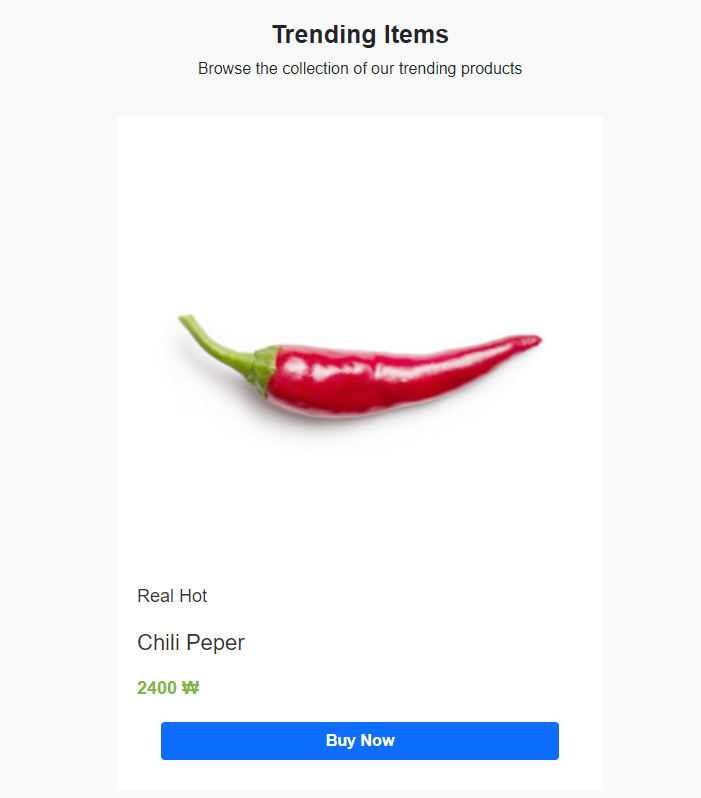 Trending Items
Browse the collection of our trending products
Real Hot
Chili Peper
2400 ₩
Buy Now